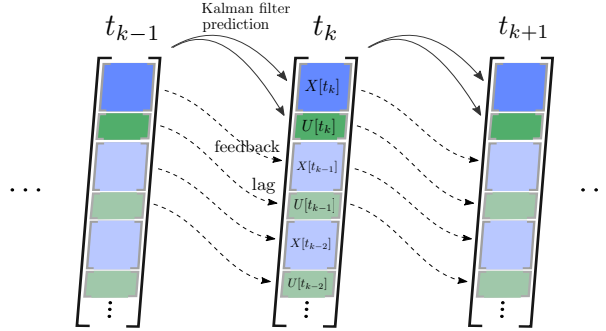 Kalman filter
prediction
t_{k−1} t_k t_{k+1}
X[t_k]
U[t_k]
feedback
X[t_{k−1}]
lag
U[t_{k−1}]
... ...
X[t_{k−2}]
U[t_{k−2}]
⋮ ⋮ ⋮